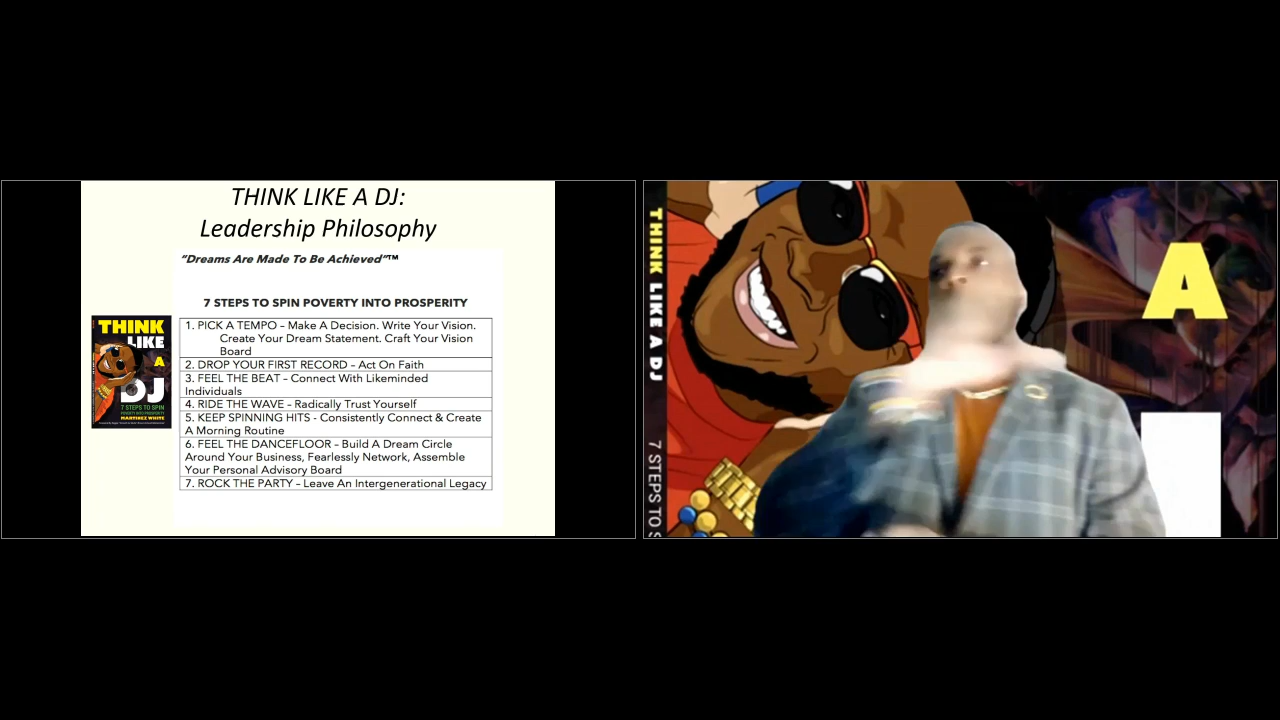 THINK LIKE A DJ:
Leadership Philosophy
"Dreams Are Made To Be Achieved"™
7 STEPS TO SPIN POVERTY INTO PROSPERITY
1. PICK A TEMPO – Make A Decision. Write Your Vision.
Create Your Dream Statement. Craft Your Vision
Board
2. DROP YOUR FIRST RECORD – Act On Faith
3. FEEL THE BEAT – Connect With Likeminded
Individuals
4. RIDE THE WAVE – Radically Trust Yourself
5. KEEP SPINNING HITS - Consistently Connect & Create
A Morning Routine
6. FEEL THE DANCEFLOOR – Build A Dream Circle
Around Your Business, Fearlessly Network, Assemble
Your Personal Advisory Board
7. ROCK THE PARTY – Leave An Intergenerational Legacy
THINK
LIKE
A
DJ
7 STEPS TO SPIN
POVERTY INTO PROSPERITY
MARTINEZ WHITE
THINK LIKE A DJ
7 STEPS TO S
A